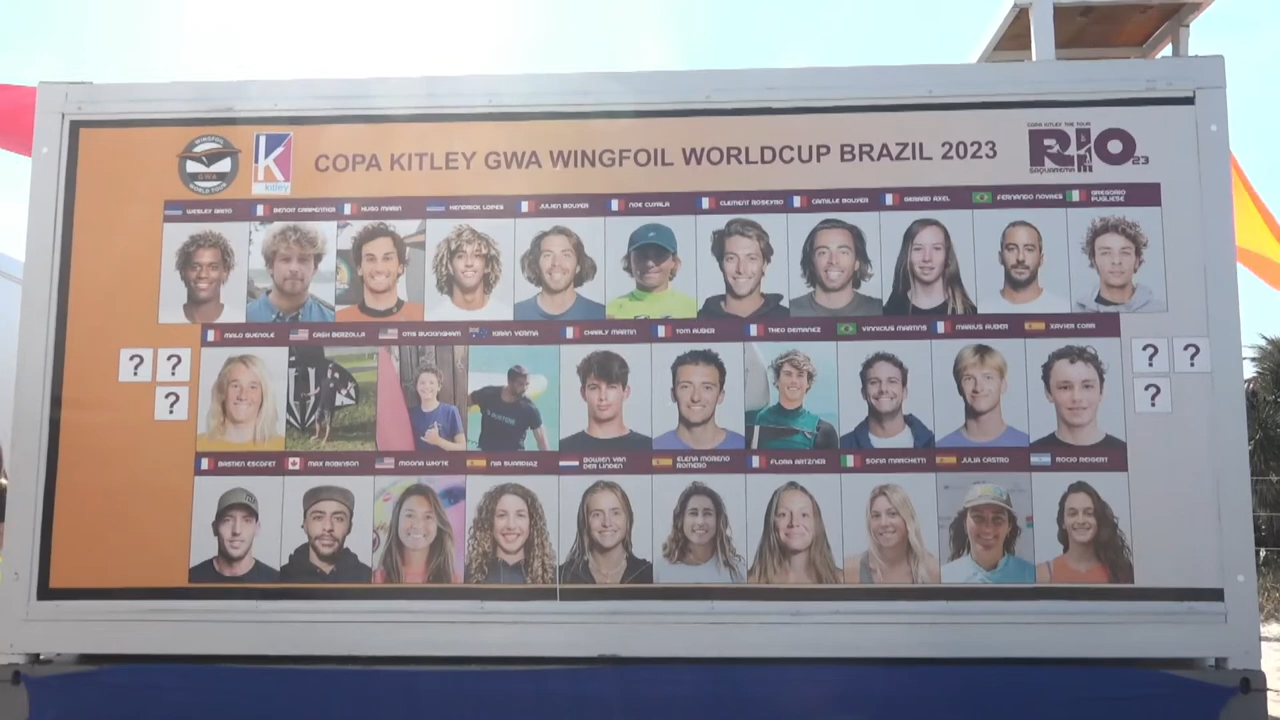 WINGFOIL
GWA
WORLD TOUR
K
kitley
COPA KITLEY GWA WINGFOIL WORLDCUP BRAZIL 2023
COPA KITLEY THE TOUR
RIO 23
SAQUAREMA
WESLEY BRITO
BENOIT CARPENTIER
HUGO MARIN
HENDRICK LOPES
JULIEN BOUYER
NOE CUYALA
CLEMENT ROSEYRO
CAMILLE BOUYER
GERARD AXEL
FERNANDO NOVAES
GREGORIO
PUGLIESE
MALO GUENOLE
CASH BERZOLLA
OTIS BUCKINGHAM
KIRAN VERMA
CHARLY MARTIN
TOM AUBER
THEO DEMANEZ
VINNICIUS MARTINS
MARIUS AUBER
XAVIER CORR
? ?
?
? ?
?
BASTIEN ESCOFET
MAX ROBINSON
MOONA WHYTE
NIA SUARDIAZ
BOWIEN VAN
DER LINDEN
ELENA MORENO
ROMERO
FLORA ARTZNER
SOFIA MARCHETTI
JULIA CASTRO
ROCIO REIGERT